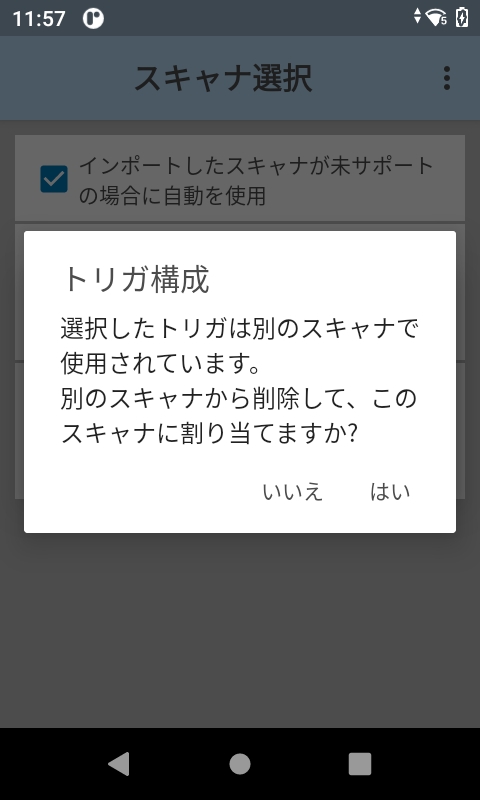 11:57
スキャナ選択
インポートしたスキャナが未サポート
の場合に自動を使用
トリガ構成
選択したトリガは別のスキャナで
使用されています。
別のスキャナから削除して、この
スキャナに割り当てますか?
いいえ はい